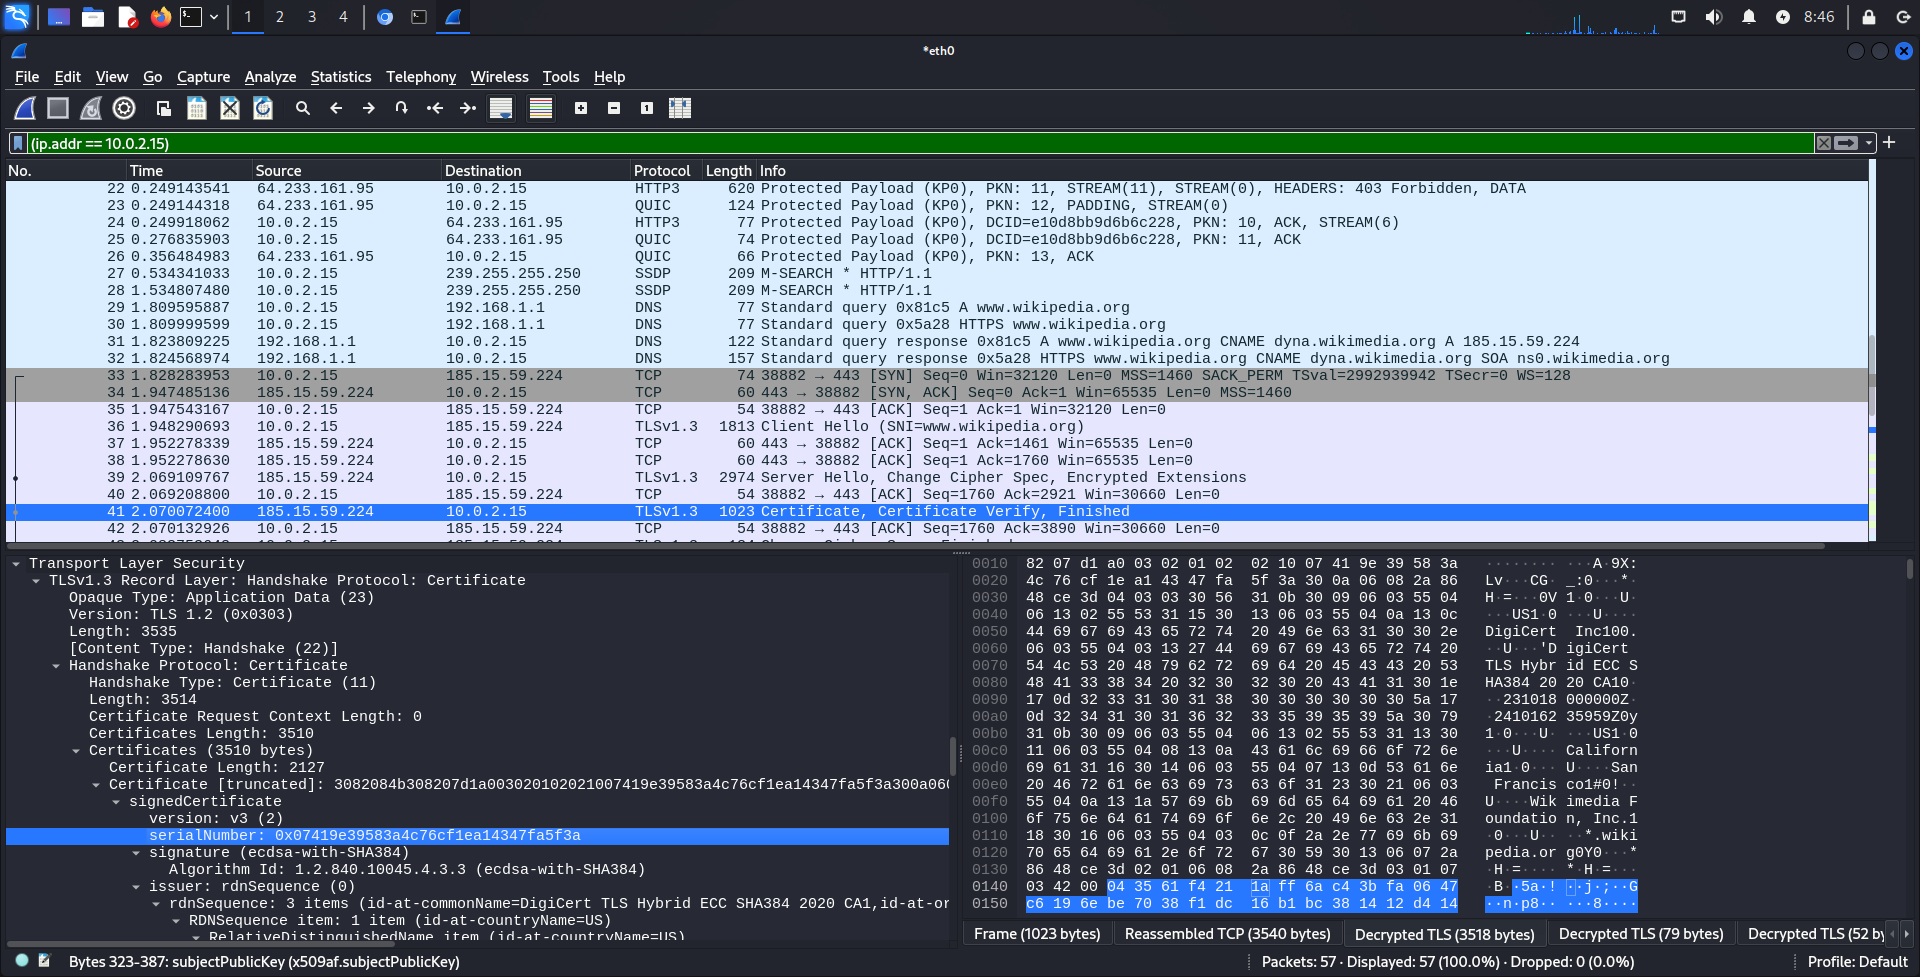 1 2 3 4 8:46
*eth0
File Edit View Go Capture Analyze Statistics Telephony Wireless Tools Help
(ip.addr == 10.0.2.15)
No. Time Source Destination Protocol Length Info
22 0.249143541 64.233.161.95 10.0.2.15 HTTP3 620 Protected Payload (KP0), PKN: 11, STREAM(11), STREAM(0), HEADERS: 403 Forbidden, DATA
23 0.249144318 64.233.161.95 10.0.2.15 QUIC 124 Protected Payload (KP0), PKN: 12, PADDING, STREAM(0)
24 0.249918062 10.0.2.15 64.233.161.95 HTTP3 77 Protected Payload (KP0), DCID=e10d8bb9d6b6c228, PKN: 10, ACK, STREAM(6)
25 0.276835903 10.0.2.15 64.233.161.95 QUIC 74 Protected Payload (KP0), DCID=e10d8bb9d6b6c228, PKN: 11, ACK
26 0.356484983 64.233.161.95 10.0.2.15 QUIC 66 Protected Payload (KP0), PKN: 13, ACK
27 0.534341033 10.0.2.15 239.255.255.250 SSDP 209 M-SEARCH * HTTP/1.1
28 1.534807480 10.0.2.15 239.255.255.250 SSDP 209 M-SEARCH * HTTP/1.1
29 1.809595887 10.0.2.15 192.168.1.1 DNS 77 Standard query 0x81c5 A www.wikipedia.org
30 1.809999599 10.0.2.15 192.168.1.1 DNS 77 Standard query 0x5a28 HTTPS www.wikipedia.org
31 1.823809225 192.168.1.1 10.0.2.15 DNS 122 Standard query response 0x81c5 A www.wikipedia.org CNAME dyna.wikimedia.org A 185.15.59.224
32 1.824568974 192.168.1.1 10.0.2.15 DNS 157 Standard query response 0x5a28 HTTPS www.wikipedia.org CNAME dyna.wikimedia.org SOA ns0.wikimedia.org
33 1.828283953 10.0.2.15 185.15.59.224 TCP 74 38882 → 443 [SYN] Seq=0 Win=32120 Len=0 MSS=1460 SACK_PERM TSval=2992939942 TSecr=0 WS=128
34 1.947485136 185.15.59.224 10.0.2.15 TCP 60 443 → 38882 [SYN, ACK] Seq=0 Ack=1 Win=65535 Len=0 MSS=1460
35 1.947543167 10.0.2.15 185.15.59.224 TCP 54 38882 → 443 [ACK] Seq=1 Ack=1 Win=32120 Len=0
36 1.948290693 10.0.2.15 185.15.59.224 TLSv1.3 1813 Client Hello (SNI=www.wikipedia.org)
37 1.952278339 185.15.59.224 10.0.2.15 TCP 60 443 → 38882 [ACK] Seq=1 Ack=1461 Win=65535 Len=0
38 1.952278630 185.15.59.224 10.0.2.15 TCP 60 443 → 38882 [ACK] Seq=1 Ack=1760 Win=65535 Len=0
39 2.069109767 185.15.59.224 10.0.2.15 TLSv1.3 2974 Server Hello, Change Cipher Spec, Encrypted Extensions
40 2.069208800 10.0.2.15 185.15.59.224 TCP 54 38882 → 443 [ACK] Seq=1760 Ack=2921 Win=30660 Len=0
41 2.070072400 185.15.59.224 10.0.2.15 TLSv1.3 1023 Certificate, Certificate Verify, Finished
42 2.070132926 10.0.2.15 185.15.59.224 TCP 54 38882 → 443 [ACK] Seq=1760 Ack=3890 Win=30660 Len=0
Transport Layer Security
TLSv1.3 Record Layer: Handshake Protocol: Certificate
Opaque Type: Application Data (23)
Version: TLS 1.2 (0x0303)
Length: 3535
[Content Type: Handshake (22)]
Handshake Protocol: Certificate
Handshake Type: Certificate (11)
Length: 3514
Certificate Request Context Length: 0
Certificates Length: 3510
Certificates (3510 bytes)
Certificate Length: 2127
Certificate [truncated]: 3082084b308207d1a003020102021007419e39583a4c76cf1ea14347fa5f3a300a060
signedCertificate
version: v3 (2)
serialNumber: 0x07419e39583a4c76cf1ea14347fa5f3a
signature (ecdsa-with-SHA384)
Algorithm Id: 1.2.840.10045.4.3.3 (ecdsa-with-SHA384)
issuer: rdnSequence (0)
rdnSequence: 3 items (id-at-commonName=DigiCert TLS Hybrid ECC SHA384 2020 CA1,id-at-or
RDNSequence item: 1 item (id-at-countryName=US)
RelativeDistinguishedName item (id-at-countryName=US)
0010 82 07 d1 a0 03 02 01 02 02 10 07 41 9e 39 58 3a ········ ···A·9X:
0020 4c 76 cf 1e a1 43 47 fa 5f 3a 30 0a 06 08 2a 86 Lv···CG· _:0···*·
0030 48 ce 3d 04 03 03 30 56 31 0b 30 09 06 03 55 04 H·=···0V 1·0···U·
0040 06 13 02 55 53 31 15 30 13 06 03 55 04 0a 13 0c ···US1·0 ···U····
0050 44 69 67 69 43 65 72 74 20 49 6e 63 31 30 30 2e DigiCert Inc100.
0060 06 03 55 04 03 13 27 44 69 67 69 43 65 72 74 20 ··U···'D igiCert
0070 54 4c 53 20 48 79 62 72 69 64 20 45 43 43 20 53 TLS Hybr id ECC S
0080 48 41 33 38 34 20 32 30 32 30 20 43 41 31 30 1e HA384 20 20 CA10·
0090 17 0d 32 33 31 30 31 38 30 30 30 30 30 30 5a 17 ··231018 000000Z·
00a0 0d 32 34 31 30 31 36 32 33 35 39 35 39 5a 30 79 ·2410162 35959Z0y
00b0 31 0b 30 09 06 03 55 04 06 13 02 55 53 31 13 30 1·0···U· ···US1·0
00c0 11 06 03 55 04 08 13 0a 43 61 6c 69 66 6f 72 6e ···U···· Californ
00d0 69 61 31 16 30 14 06 03 55 04 07 13 0d 53 61 6e ia1·0··· U····San
00e0 20 46 72 61 6e 63 69 73 63 6f 31 23 30 21 06 03 Francis co1#0!··
00f0 55 04 0a 13 1a 57 69 6b 69 6d 65 64 69 61 20 46 U····Wik imedia F
0100 6f 75 6e 64 61 74 69 6f 6e 2c 20 49 6e 63 2e 31 oundatio n, Inc.1
0110 18 30 16 06 03 55 04 03 0c 0f 2a 2e 77 69 6b 69 ·0···U·· ··*.wiki
0120 70 65 64 69 61 2e 6f 72 67 30 59 30 13 06 07 2a pedia.or g0Y0···*
0130 86 48 ce 3d 02 01 06 08 2a 86 48 ce 3d 03 01 07 ·H·=···· *·H·=···
0140 03 42 00 04 35 61 f4 21 1a ff 6a c4 3b fa 06 47 ·B··5a·! ··j·;··G
0150 c6 19 6e be 70 38 f1 dc 16 b1 bc 38 14 12 d4 14 ··n·p8·· ···8····
Frame (1023 bytes) Reassembled TCP (3540 bytes) Decrypted TLS (3518 bytes) Decrypted TLS (79 bytes) Decrypted TLS (52 by
Bytes 323-387: subjectPublicKey (x509af.subjectPublicKey) Packets: 57 · Displayed: 57 (100.0%) · Dropped: 0 (0.0%) Profile: Default